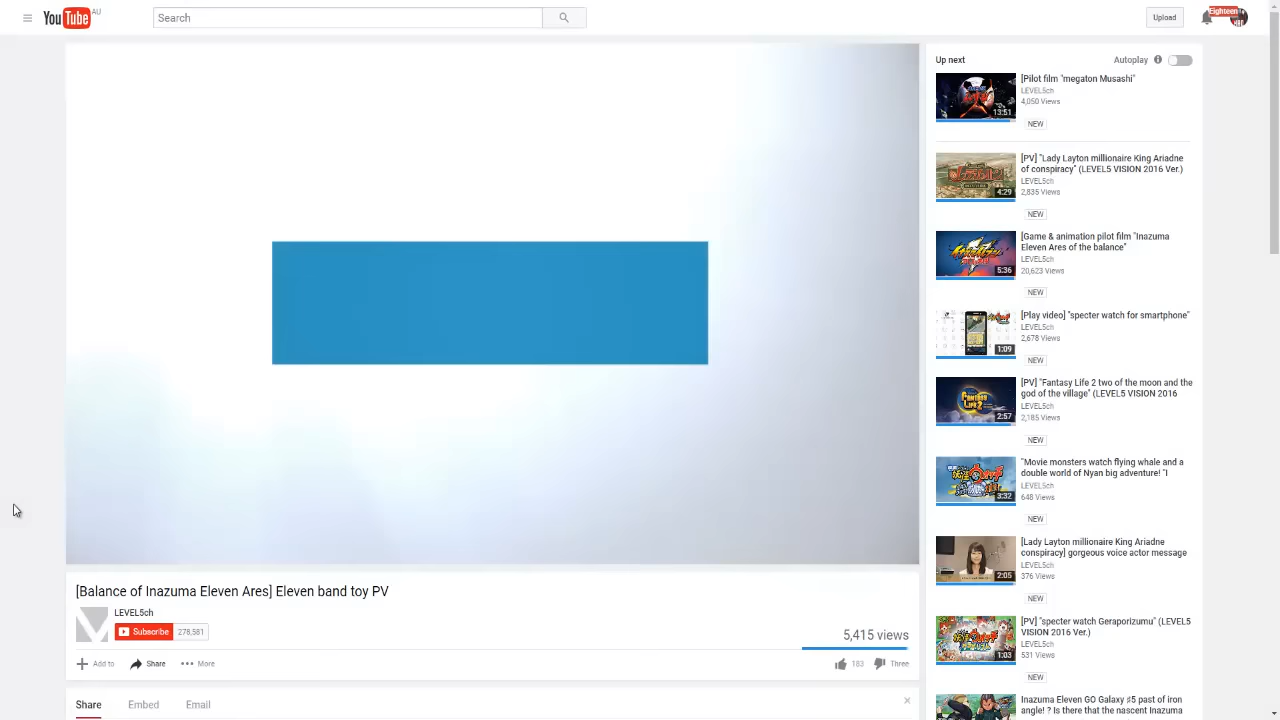 YouTube AU
Search
Upload
Eighteen
Up next
Autoplay
[Pilot film "megaton Musashi"
LEVEL5ch
4,050 Views
13:51
NEW
[PV] "Lady Layton millionaire King Ariadne
of conspiracy" (LEVEL5 VISION 2016 Ver.)
LEVEL5ch
2,835 Views
4:29
NEW
[Game & animation pilot film "Inazuma
Eleven Ares of the balance"
LEVEL5ch
20,623 Views
5:36
NEW
[Play video] "specter watch for smartphone"
LEVEL5ch
2,678 Views
1:09
NEW
[PV] "Fantasy Life 2 two of the moon and the
god of the village" (LEVEL5 VISION 2016
LEVEL5ch
2,185 Views
2:57
NEW
"Movie monsters watch flying whale and a
double world of Nyan big adventure! "I
LEVEL5ch
648 Views
3:32
NEW
[Lady Layton millionaire King Ariadne
conspiracy] gorgeous voice actor message
LEVEL5ch
376 Views
2:05
NEW
[PV] "specter watch Geraporizumu" (LEVEL5
VISION 2016 Ver.)
LEVEL5ch
531 Views
1:03
NEW
Inazuma Eleven GO Galaxy ♯5 past of iron
angel! ? Is there that the nascent Inazuma
[Balance of Inazuma Eleven Ares] Eleven band toy PV
LEVEL5ch
Subscribe 278,581
5,415 views
Add to Share More
183 Three
Share Embed Email